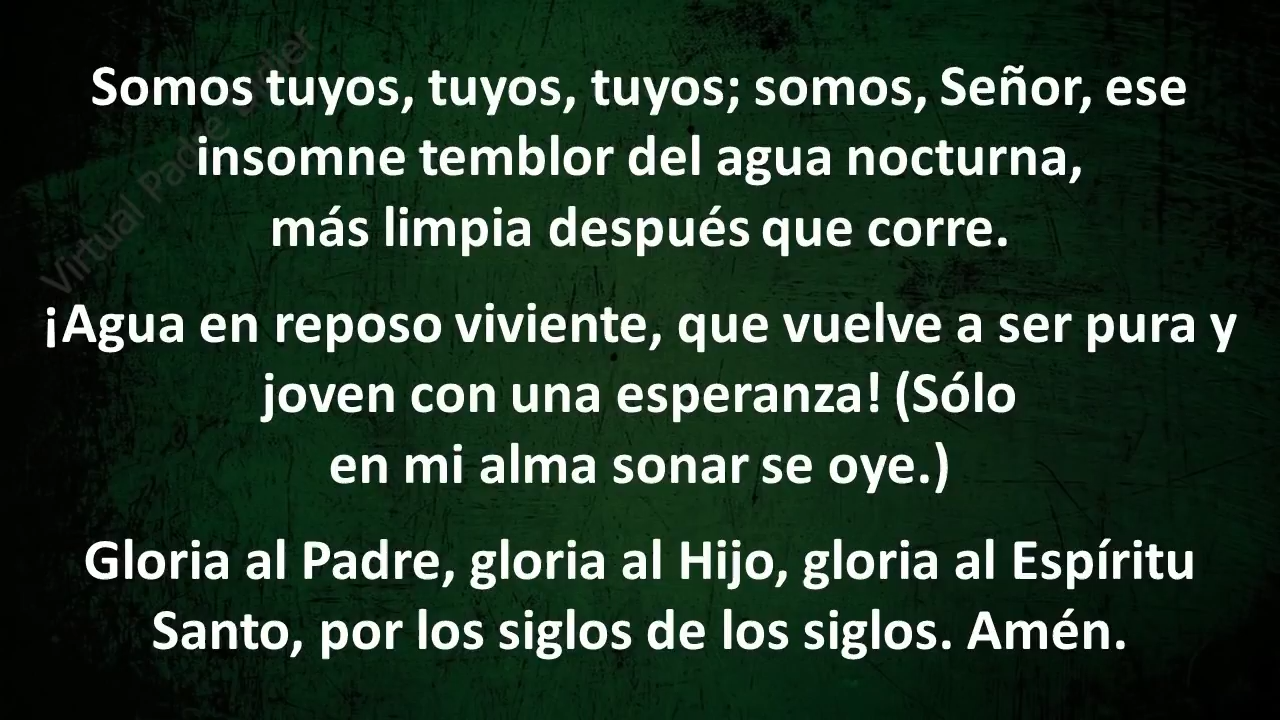 Somos tuyos, tuyos, tuyos; somos, Señor, ese
insomne temblor del agua nocturna,
más limpia después que corre.
¡Agua en reposo viviente, que vuelve a ser pura y
joven con una esperanza! (Sólo
en mi alma sonar se oye.)
Gloria al Padre, gloria al Hijo, gloria al Espíritu
Santo, por los siglos de los siglos. Amén.
Virtual Padre